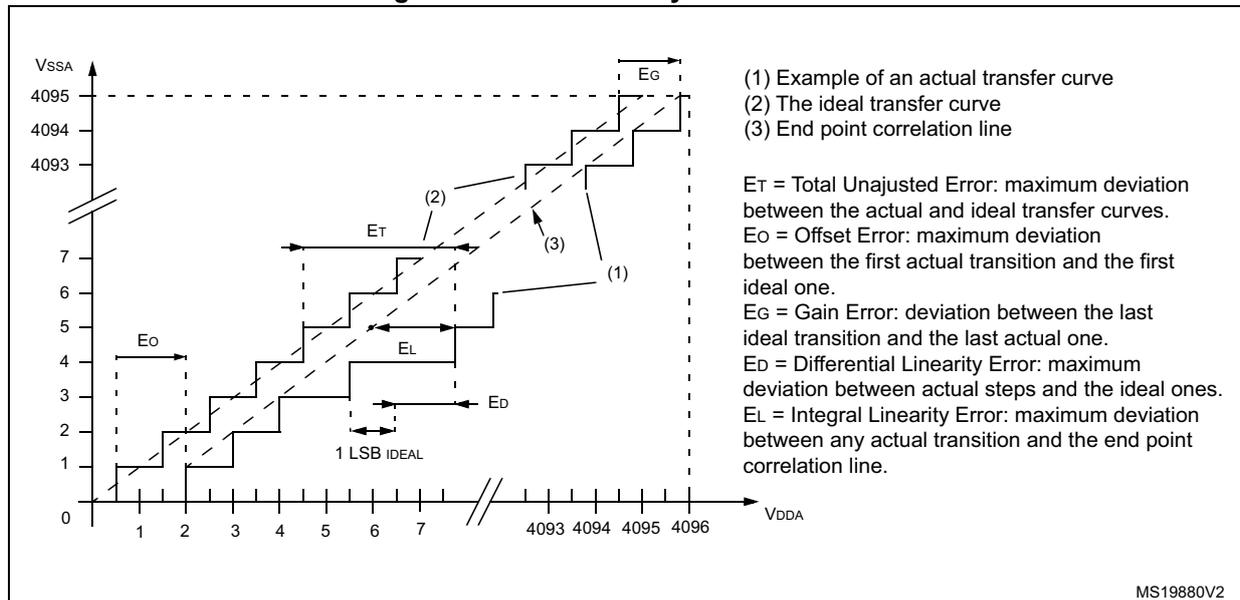 VSSA
EG
4095
4094
4093
(1) Example of an actual transfer curve
(2) The ideal transfer curve
(3) End point correlation line
ET = Total Unajusted Error: maximum deviation
between the actual and ideal transfer curves.
EO = Offset Error: maximum deviation
between the first actual transition and the first
ideal one.
EG = Gain Error: deviation between the last
ideal transition and the last actual one.
ED = Differential Linearity Error: maximum
deviation between actual steps and the ideal ones.
EL = Integral Linearity Error: maximum deviation
between any actual transition and the end point
correlation line.
(2)
ET
(3)
(1)
7
6
5
4
3
2
1
0
EO
EL
ED
1 LSB IDEAL
1 2 3 4 5 6 7 4093 4094 4095 4096
VDDA
MS19880V2